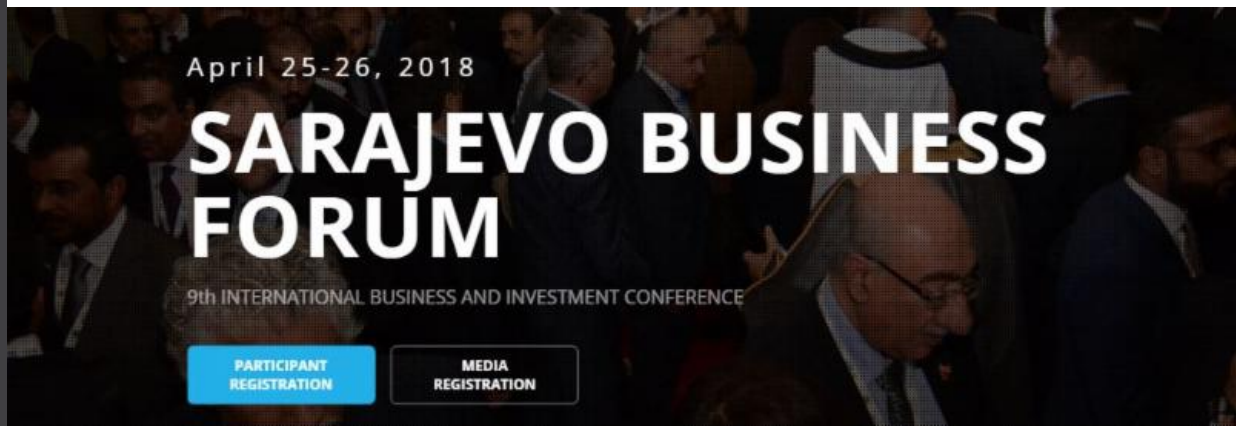 April 25-26, 2018
SARAJEVO BUSINESS
FORUM
9th INTERNATIONAL BUSINESS AND INVESTMENT CONFERENCE
PARTICIPANT
REGISTRATION
MEDIA
REGISTRATION